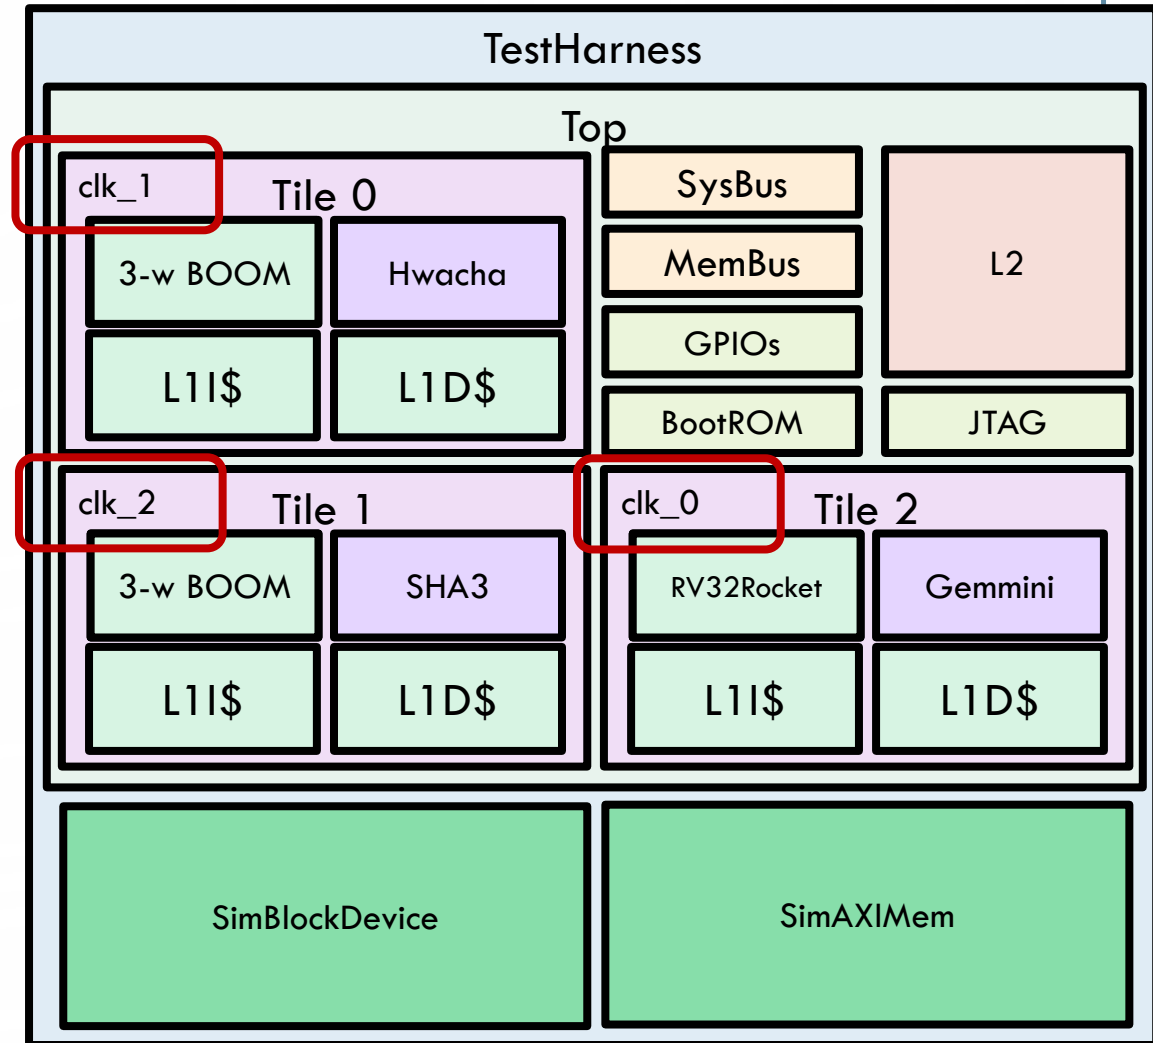 TestHarness
Top
clk_1
Tile 0
3-w BOOM
Hwacha
L1I$
L1D$
SysBus
MemBus
GPIOs
BootROM
L2
JTAG
clk_2
Tile 1
3-w BOOM
SHA3
L1I$
L1D$
clk_0
Tile 2
RV32Rocket
Gemmini
L1I$
L1D$
SimBlockDevice
SimAXIMem